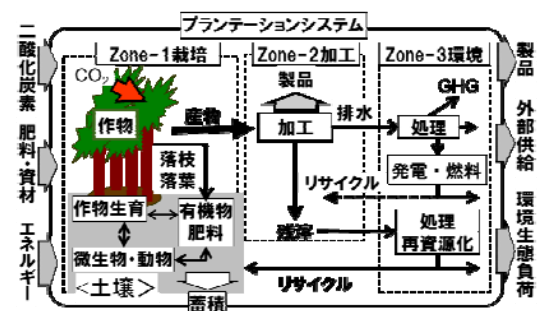 プランテーションシステム
Zone-1栽培
Zone-2加工
Zone-3環境
二酸化炭素
肥料・資材
エネルギー
CO₂
作物
産物
落枝
落葉
作物生育
有機物
肥料
微生物・動物
<土壌>
蓄積
製品
加工
排水
残渣
リサイクル
GHG
処理
発電・燃料
リサイクル
処理
再資源化
製品
外部供給
環境生態負荷